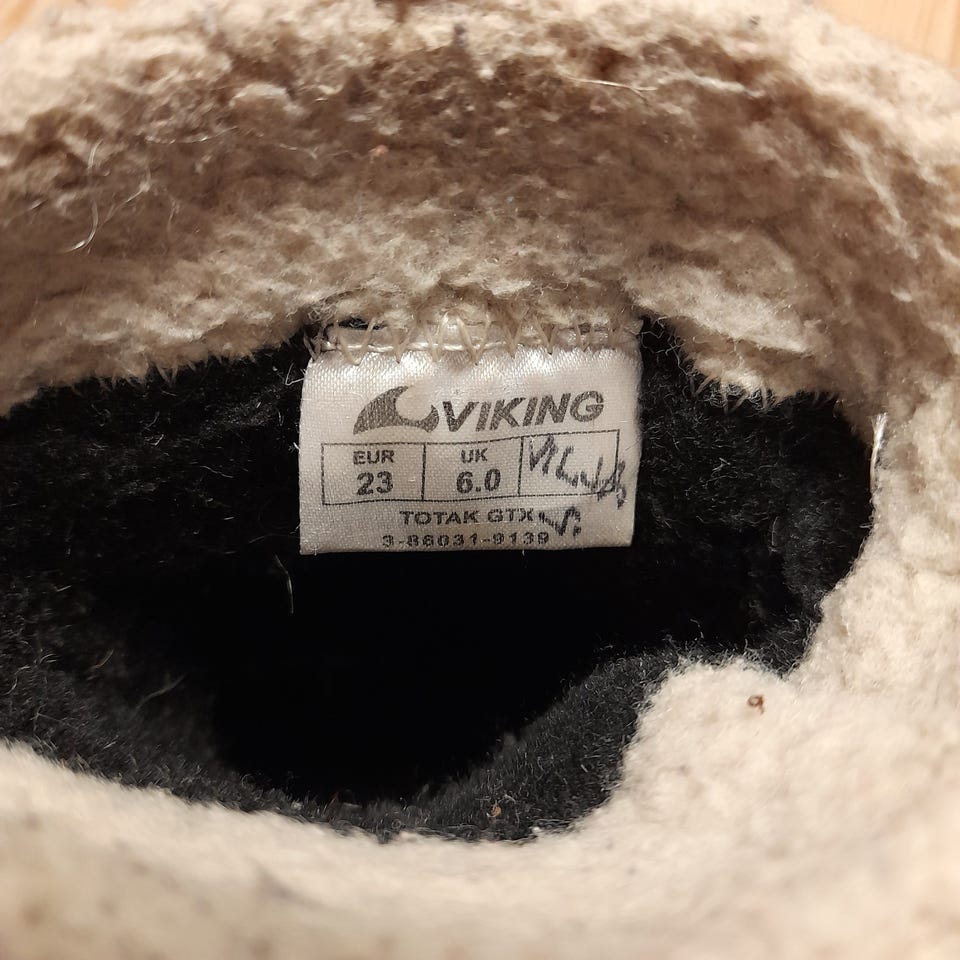 VIKING
EUR UK
23 6.0
TOTAK GTX
3-86031-9139